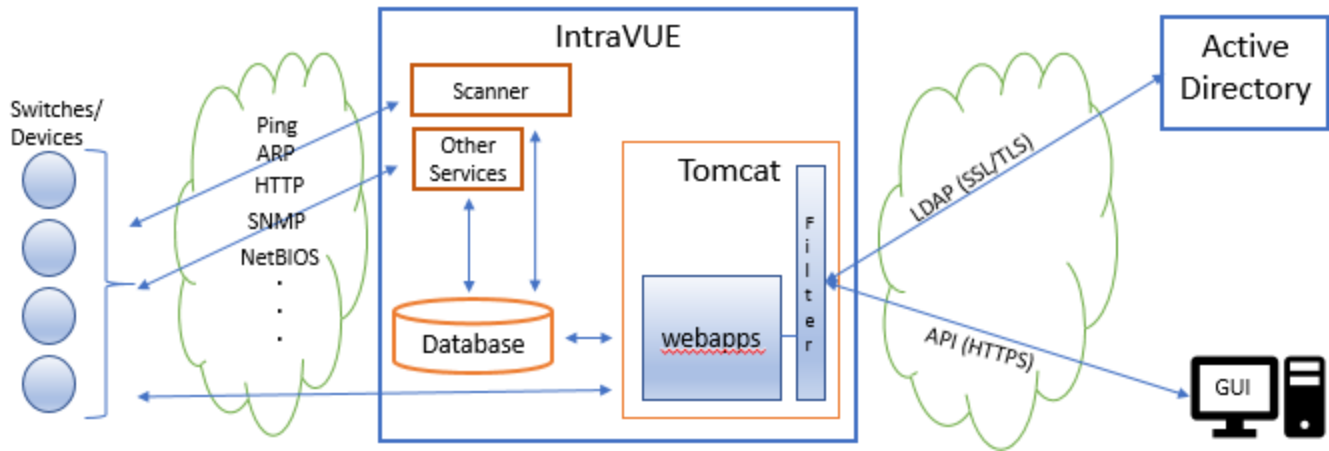 Switches/
Devices
Ping
ARP
HTTP
SNMP
NetBIOS
.
.
.
IntraVUE
Scanner
Other
Services
Database
Tomcat
webapps
Filter
LDAP (SSL/TLS)
API (HTTPS)
Active
Directory
GUI